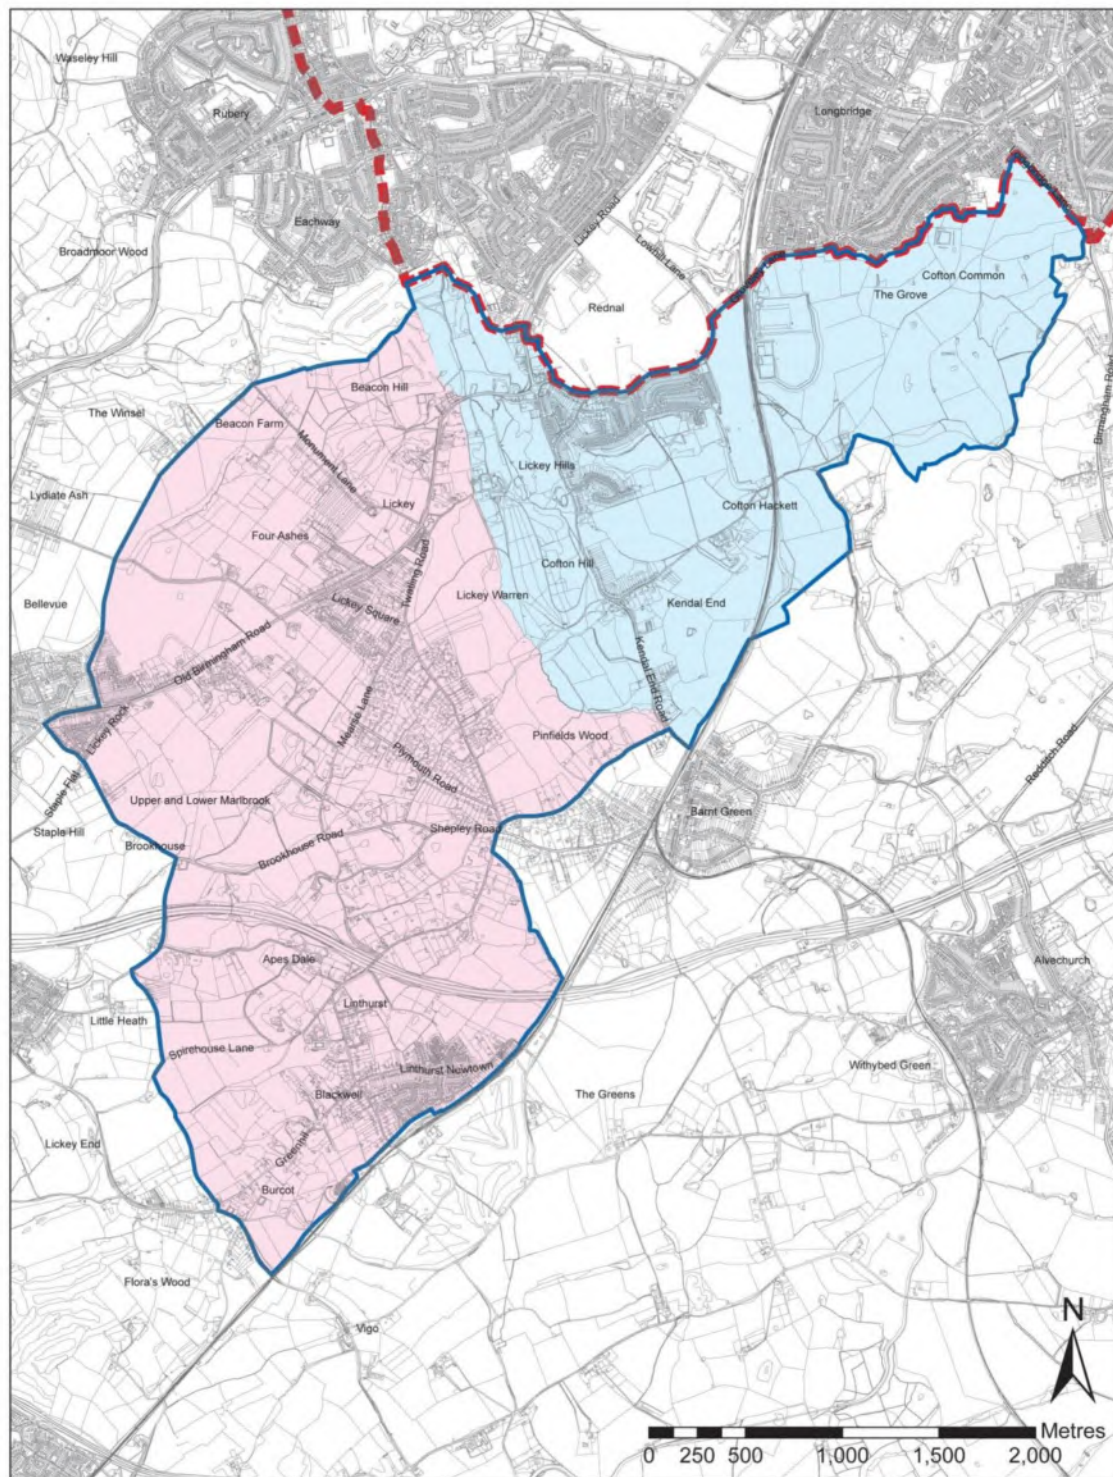 Waseley Hill
Rubery
Longbridge
Eachway
Lickey Road
Lowhill Lane
Broadmoor Wood
Groveley Lane
Cofton Common
The Grove
Rednal
Birmingham Road
Beacon Hill
The Winsel
Beacon Farm
Monument Lane
Lickey Hills
Lydiate Ash
Lickey
Cofton Hackett
Four Ashes
Twatling Road
Cofton Hill
Lickey Warren
Bellevue
Lickey Square
Kendal End
Old Birmingham Road
Kendal End Road
Mearse Lane
Lickey Rock
Pinfields Wood
Plymouth Road
Redditch Road
Staple Flat
Upper and Lower Marlbrook
Barnt Green
Staple Hill
Shepley Road
Brookhouse
Brookhouse Road
Apes Dale
Alvechurch
Linthurst
Little Heath
Spirehouse Lane
Linthurst Newtown
Withybed Green
Blackwell
The Greens
Lickey End
Greenhill
Burcot
Flora's Wood
Vigo
N
Metres
0 250 500 1,000 1,500 2,000